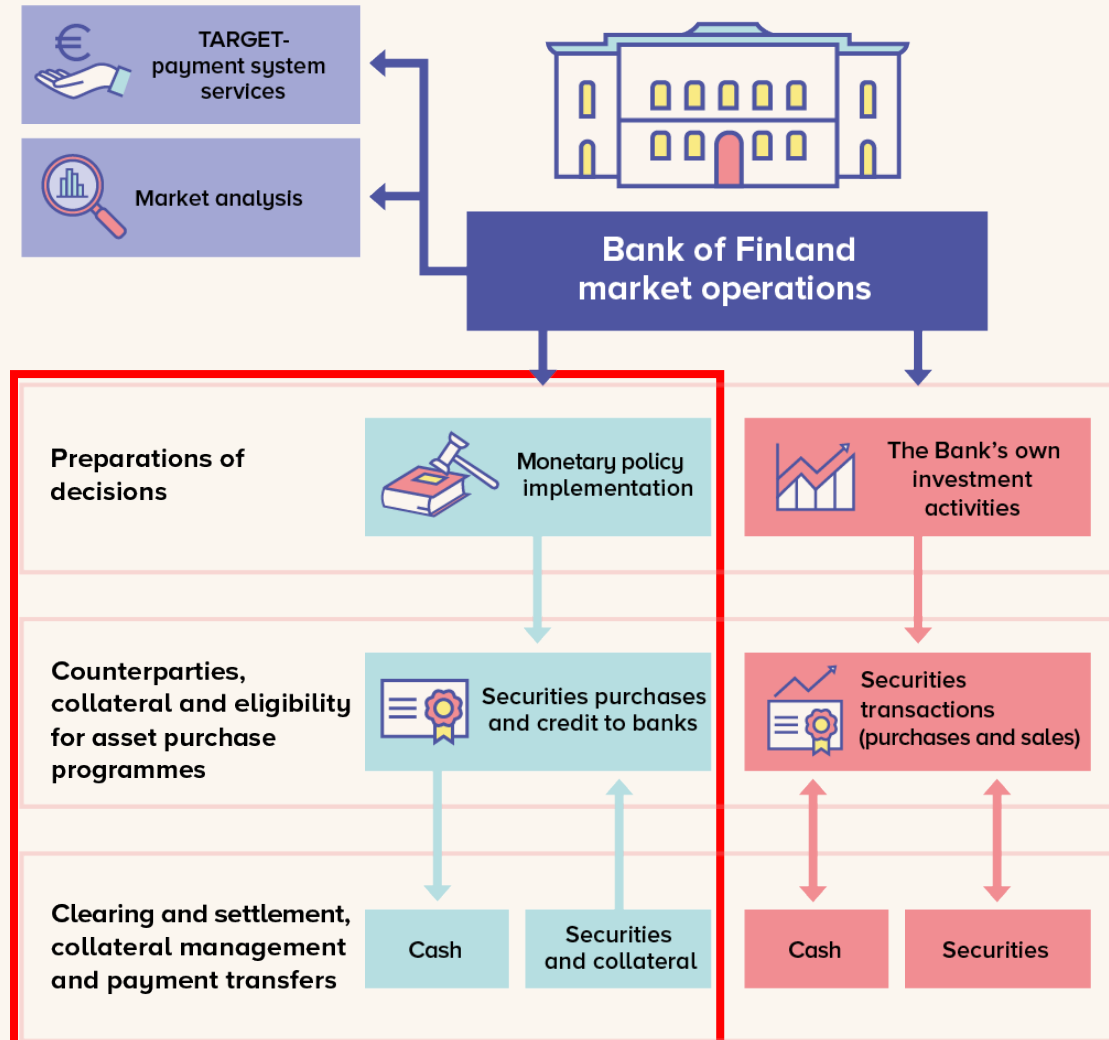 TARGET-
payment system
services
Market analysis
Bank of Finland
market operations
Preparations of
decisions
Monetary policy
implementation
The Bank's own
investment
activities
Counterparties,
collateral and eligibility
for asset purchase
programmes
Securities purchases
and credit to banks
Securities
transactions
(purchases and sales)
Clearing and settlement,
collateral management
and payment transfers
Cash
Securities
and collateral
Cash
Securities